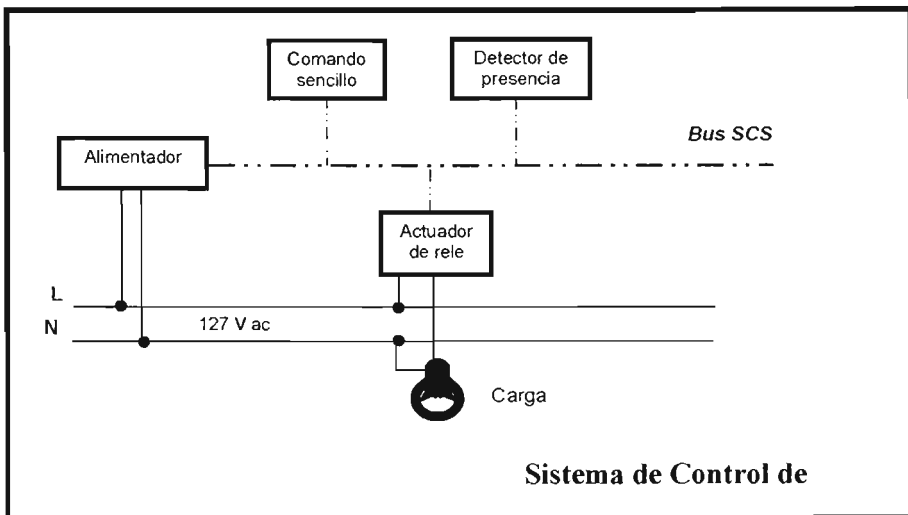 Comando
sencillo
Detector de
presencia
Bus SCS
Alimentador
Actuador
de rele
L
N
127 V ac
Carga
Sistema de Control de